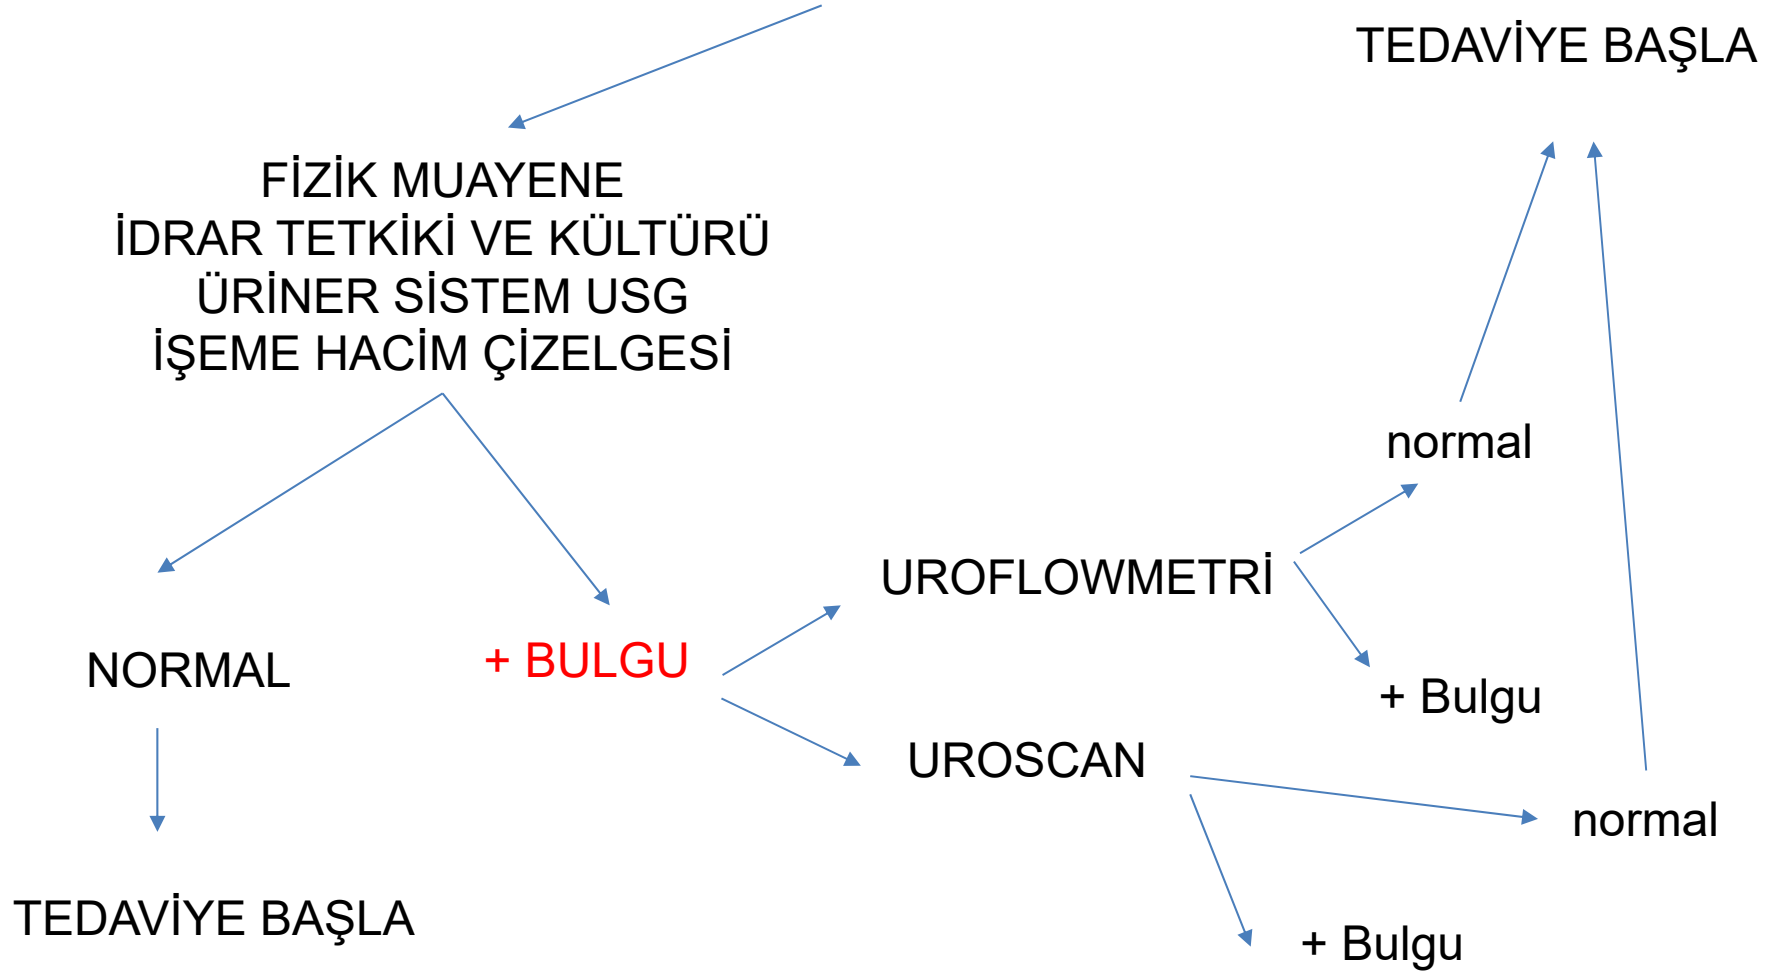 TEDAVİYE BAŞLA
FİZİK MUAYENE
İDRAR TETKİKİ VE KÜLTÜRÜ
ÜRİNER SİSTEM USG
İŞEME HACİM ÇİZELGESİ
normal
UROFLOWMETRİ
NORMAL
+ BULGU
+ Bulgu
UROSCAN
normal
TEDAVİYE BAŞLA
+ Bulgu